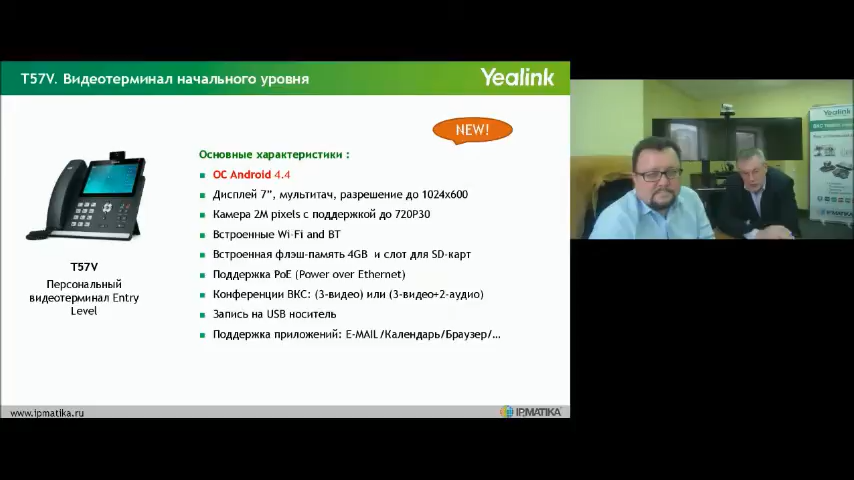 T57V. Видеотерминал начального уровня
Yealink
NEW!
Основные характеристики :
ОС Android 4.4
Дисплей 7”, мультитач, разрешение до 1024x600
Камера 2M pixels с поддержкой до 720P30
Встроенные Wi-Fi and BT
Встроенная флэш-память 4GB и слот для SD-карт
Поддержка PoE (Power over Ethernet)
Конференции ВКС: (3-видео) или (3-видео+2-аудио)
Запись на USB носитель
Поддержка приложений: E-MAIL/Календарь/Браузер/…
T57V
Персональный
видеотерминал Entry
Level
www.ipmatika.ru
IPMATIKA
Yealink
IPMATIKA